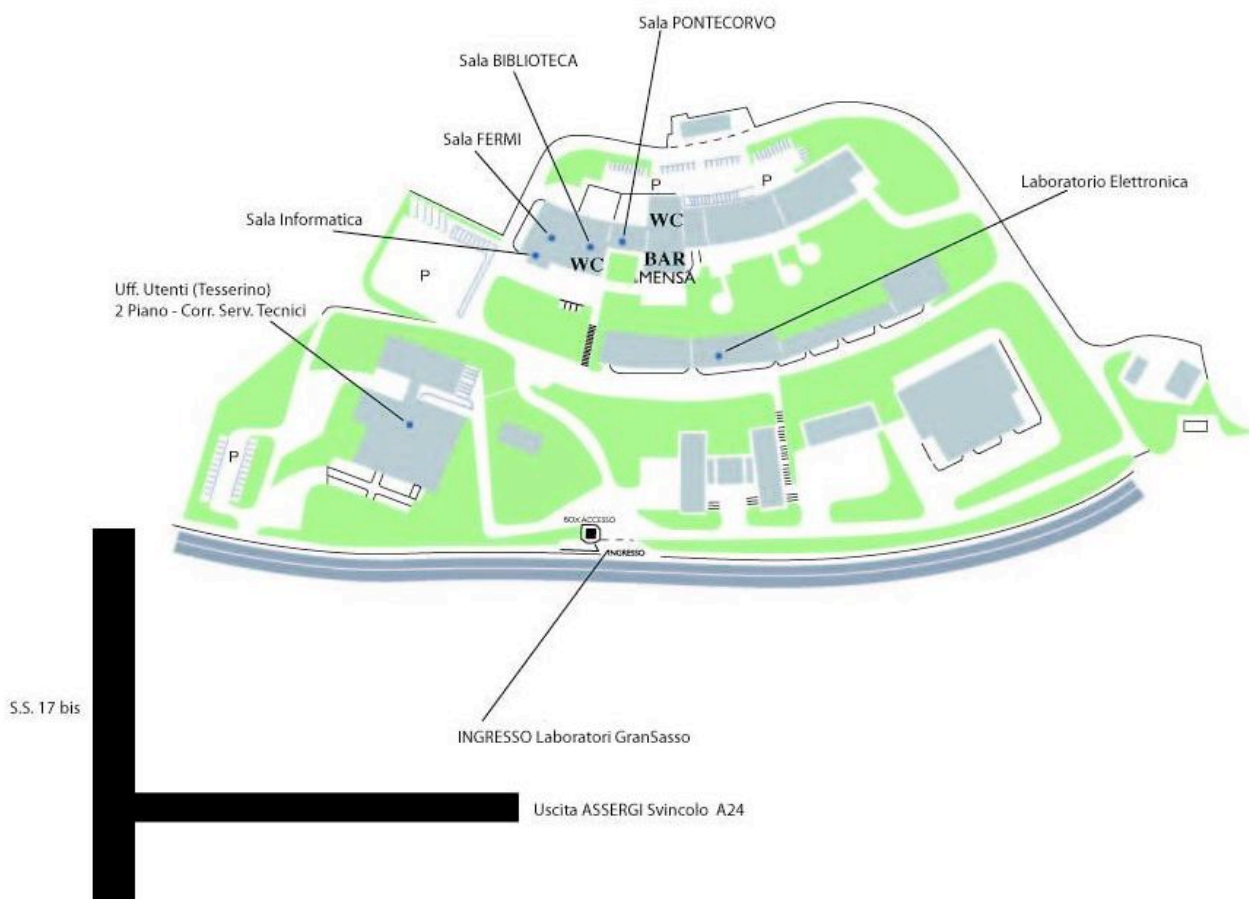 Sala PONTECORVO
Sala BIBLIOTECA
Sala FERMI
Laboratorio Elettronica
P
P
Sala Informatica
WC
WC
BAR
MENSA
P
Uff. Utenti (Tesserino)
2 Piano - Corr. Serv. Tecnici
P
BOX ACCESSO
INGRESSO
S.S. 17 bis
INGRESSO Laboratori GranSasso
Uscita ASSERGI Svincolo A24